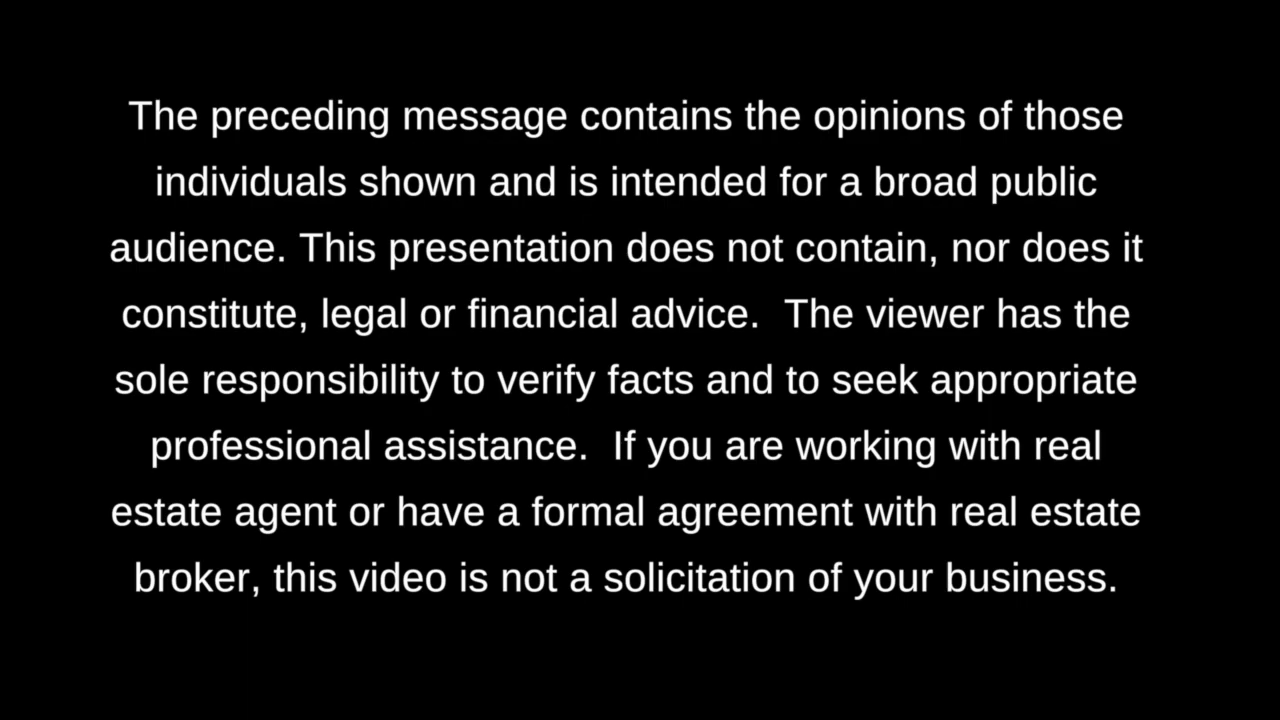 The preceding message contains the opinions of those
individuals shown and is intended for a broad public
audience. This presentation does not contain, nor does it
constitute, legal or financial advice.  The viewer has the
sole responsibility to verify facts and to seek appropriate
professional assistance.  If you are working with real
estate agent or have a formal agreement with real estate
broker, this video is not a solicitation of your business.